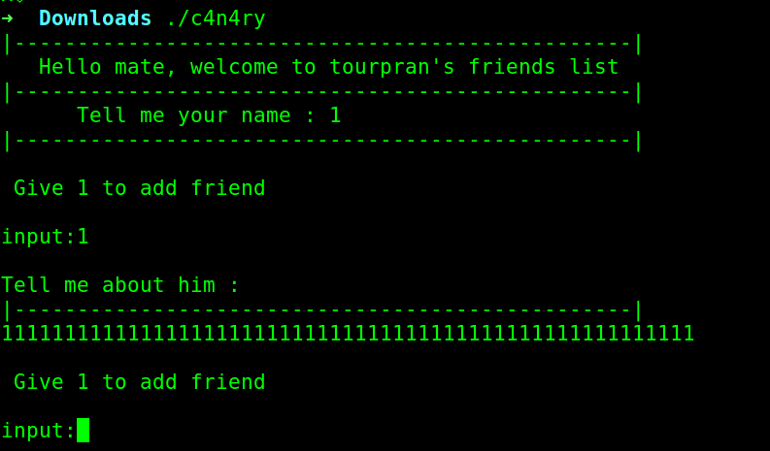 ➜ Downloads ./c4n4ry
|-------------------------------------------------|
Hello mate, welcome to tourpran's friends list
|-------------------------------------------------|
Tell me your name : 1
|-------------------------------------------------|
Give 1 to add friend
input:1
Tell me about him :
|-------------------------------------------------|
1111111111111111111111111111111111111111111111111111111
Give 1 to add friend
input: